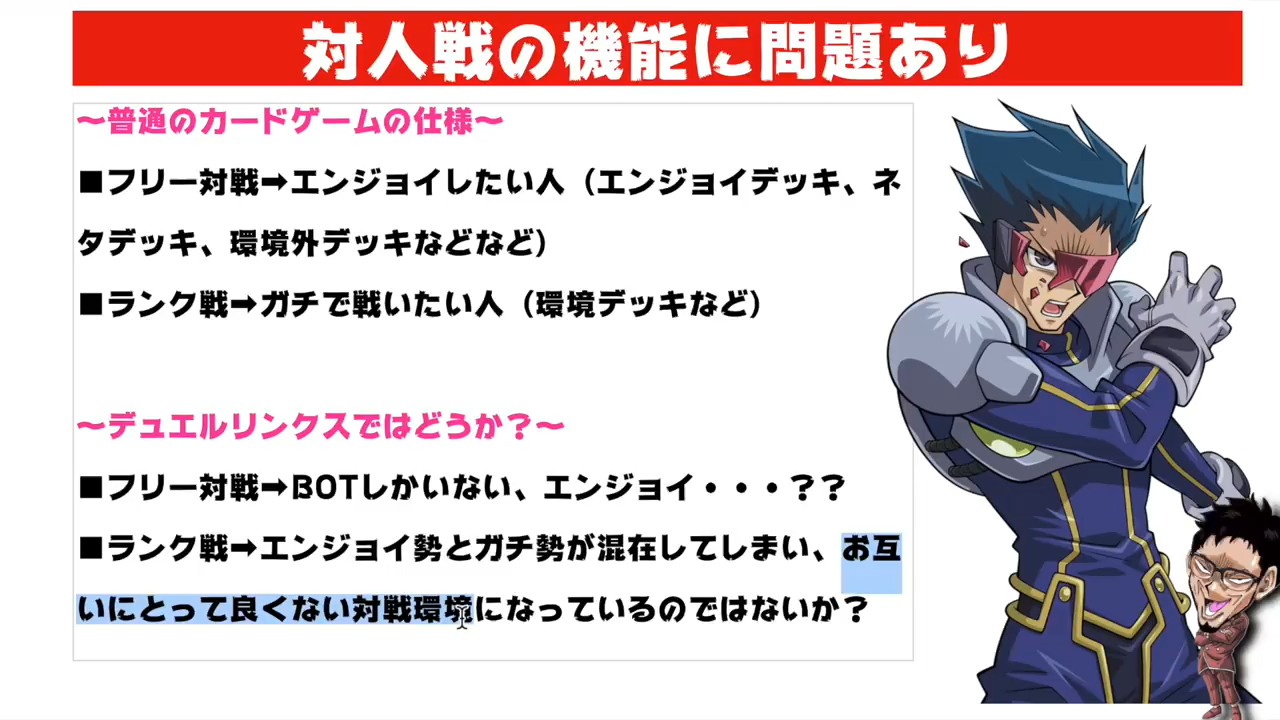 対人戦の機能に問題あり
〜普通のカードゲームの仕様〜
■フリー対戦➡エンジョイしたい人（エンジョイデッキ、ネ
タデッキ、環境外デッキなどなど）
■ランク戦➡ガチで戦いたい人（環境デッキなど）
〜デュエルリンクスではどうか？〜
■フリー対戦➡BOTしかいない、エンジョイ・・・？？
■ランク戦➡エンジョイ勢とガチ勢が混在してしまい、お互
いにとって良くない対戦環境になっているのではないか？